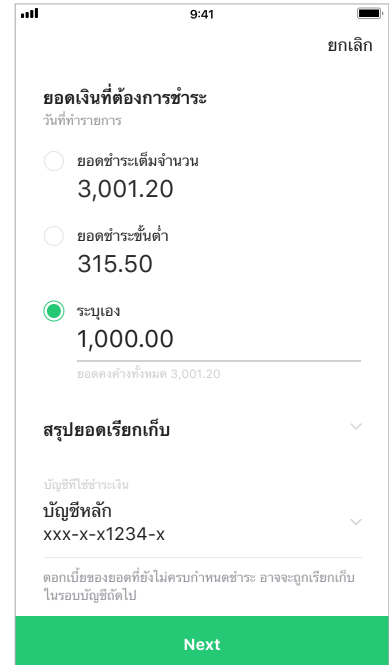 9:41
ยกเลิก
ยอดเงินที่ต้องการชำระ
วันที่ทำรายการ
ยอดชำระเต็มจำนวน
3,001.20
ยอดชำระขั้นต่ำ
315.50
ระบุเอง
1,000.00
ยอดคงค้างทั้งหมด 3,001.20
สรุปยอดเรียกเก็บ
บัญชีที่ใช้ชำระเงิน
บัญชีหลัก
xxx-x-x1234-x
ดอกเบี้ยของยอดที่ยังไม่ครบกำหนดชำระ อาจจะถูกเรียกเก็บ
ในรอบบัญชีถัดไป
Next